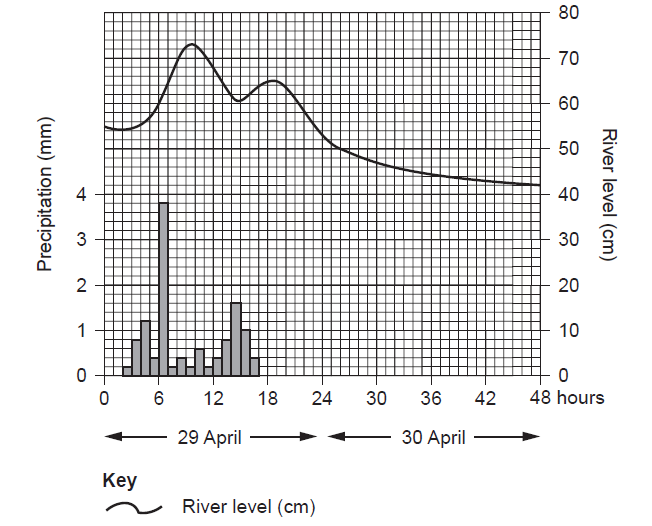 80
70
60
50
4 40
3 30
2 20
1 10
0 0
Precipitation (mm)
River level (cm)
0 6 12 18 24 30 36 42 48 hours
29 April 30 April
Key
River level (cm)